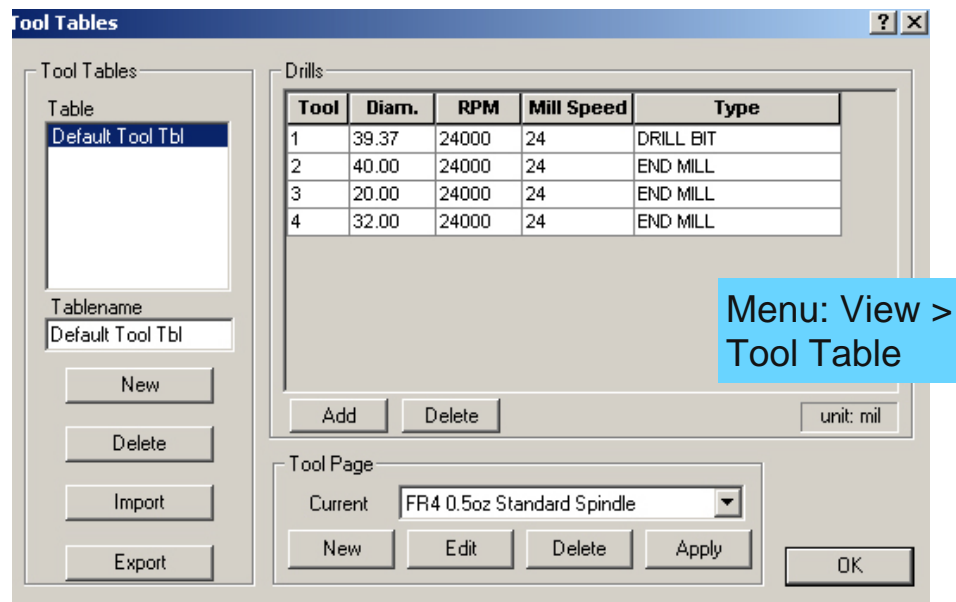 Tool Tables
Tool Tables
Table
Default Tool Tbl
Tablename
Default Tool Tbl
New
Delete
Import
Export
Drills
Tool Diam. RPM Mill Speed Type
1 39.37 24000 24 DRILL BIT
2 40.00 24000 24 END MILL
3 20.00 24000 24 END MILL
4 32.00 24000 24 END MILL
Menu: View >
Tool Table
Add Delete unit: mil
Tool Page
Current FR4 0.5oz Standard Spindle
New Edit Delete Apply
OK